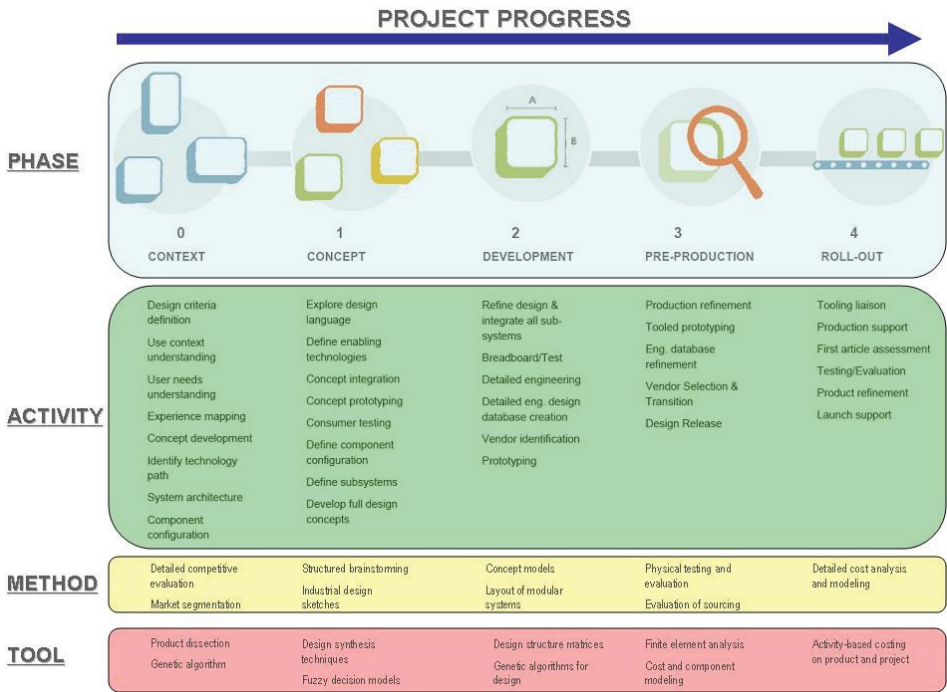 PROJECT PROGRESS
PHASE
A
B
0
CONTEXT
1
CONCEPT
2
DEVELOPMENT
3
PRE-PRODUCTION
4
ROLL-OUT
ACTIVITY
Design criteria
definition
Use context
understanding
User needs
understanding
Experience mapping
Concept development
Identify technology
path
System architecture
Component
configuration
Explore design
language
Define enabling
technologies
Concept integration
Concept prototyping
Consumer testing
Define component
configuration
Define subsystems
Develop full design
concepts
Refine design &
integrate all sub-
systems
Breadboard/Test
Detailed engineering
Detailed eng. design
database creation
Vendor identification
Prototyping
Production refinement
Tooled prototyping
Eng. database
refinement
Vendor Selection &
Transition
Design Release
Tooling liaison
Production support
First article assessment
Testing/Evaluation
Product refinement
Launch support
METHOD
Detailed competitive
evaluation
Market segmentation
Structured brainstorming
Industrial design
sketches
Concept models
Layout of modular
systems
Physical testing and
evaluation
Evaluation of sourcing
Detailed cost analysis
and modeling
TOOL
Product dissection
Genetic algorithm
Design synthesis
techniques
Fuzzy decision models
Design structure matrices
Genetic algorithms for
design
Finite element analysis
Cost and component
modeling
Activity-based costing
on product and project